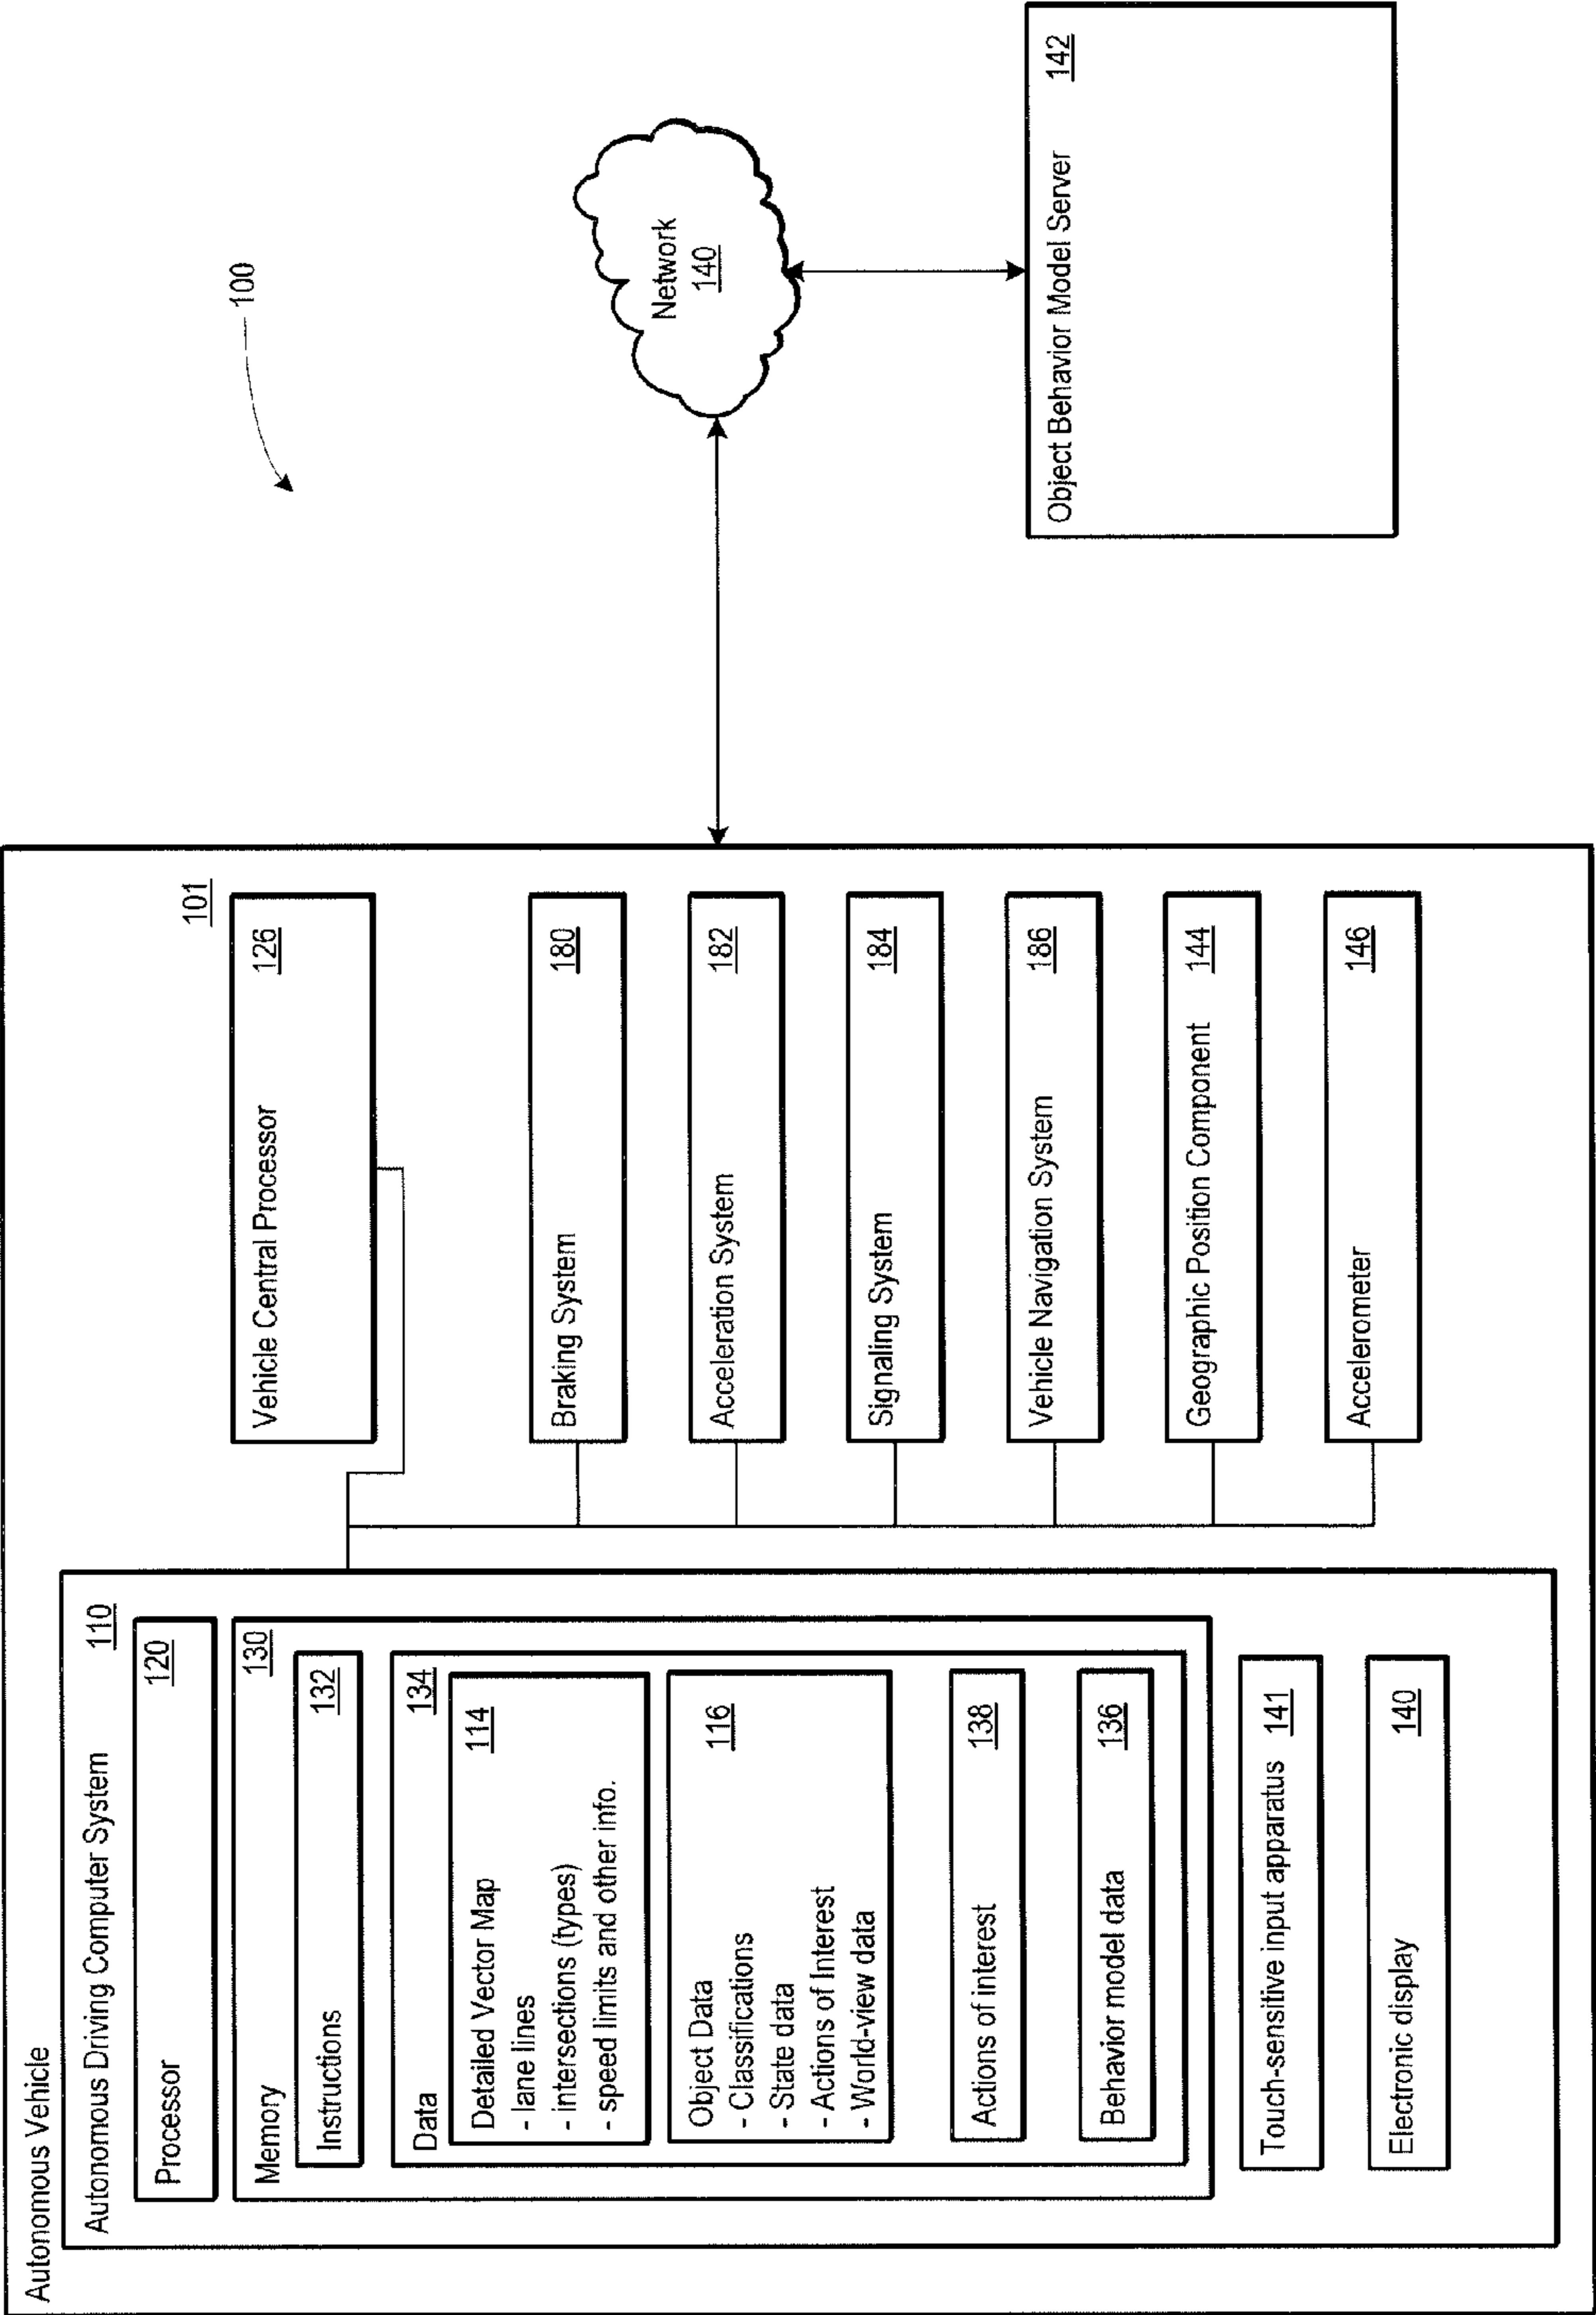 Autonomous Vehicle
101
Autonomous Driving Computer System 110
Processor 120
Memory 130
Instructions 132
Data 134
Detailed Vector Map 114
- lane lines
- intersections (types)
- speed limits and other info.
Object Data 116
- Classifications
- State data
- Actions of Interest
- World-view data
Actions of interest 138
Behavior model data 136
Touch-sensitive input apparatus 141
Electronic display 140
Vehicle Central Processor 126
Braking System 180
Acceleration System 182
Signaling System 184
Vehicle Navigation System 186
Geographic Position Component 144
Accelerometer 146
100
Network
140
Object Behavior Model Server 142